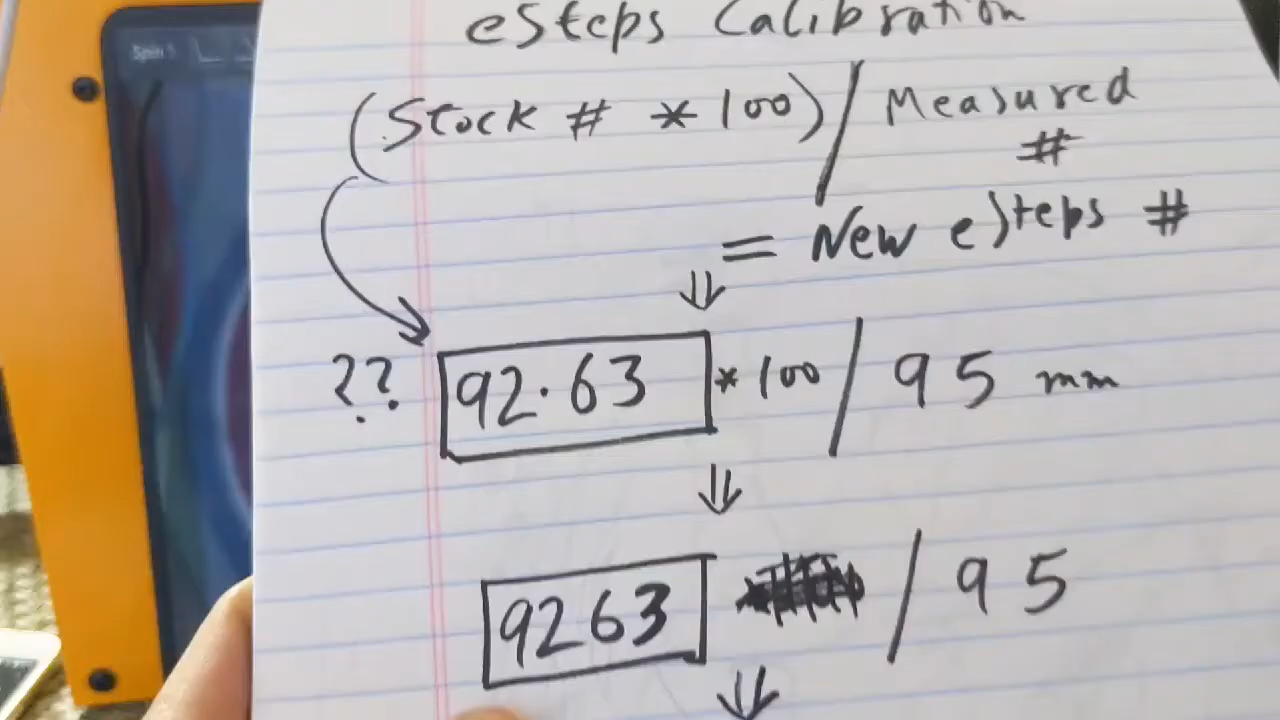 esteps Calibration
(Stock # * 100) / Measured #
= New esteps #
⇓
?? 92.63 * 100 / 95 mm
⇓
9263 / 95
⇓